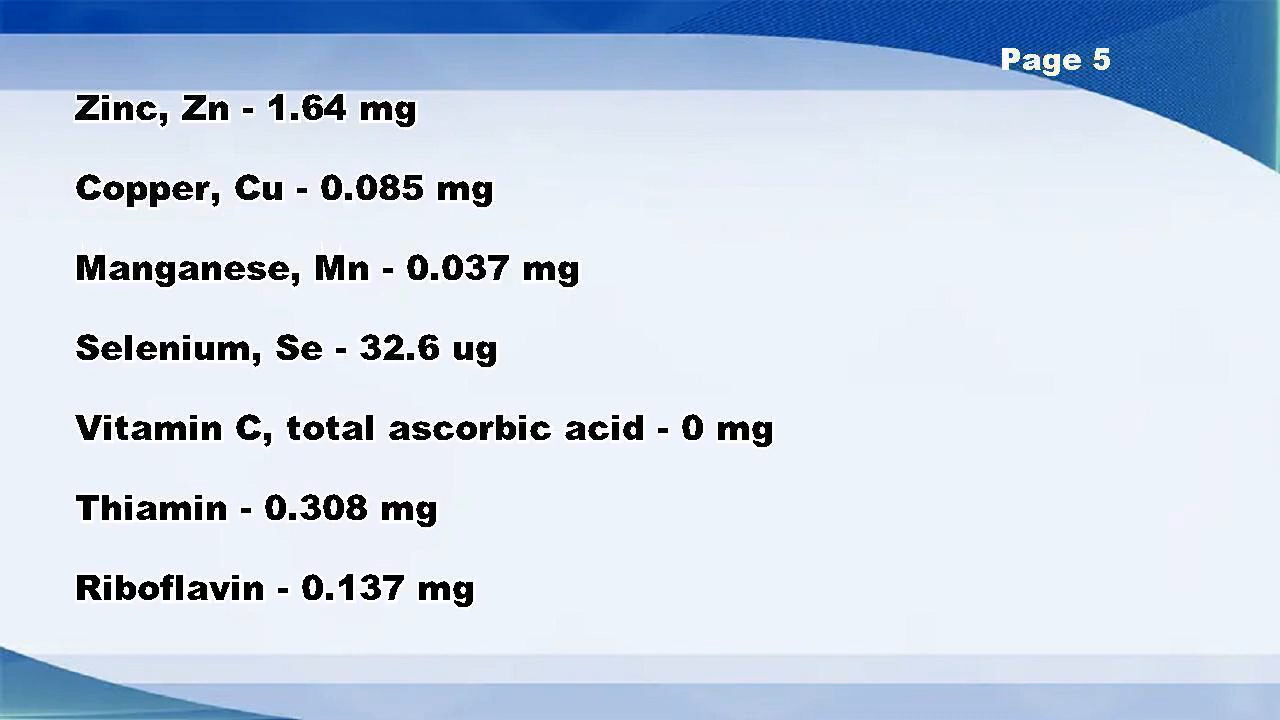 Page 5
Zinc, Zn - 1.64 mg
Copper, Cu - 0.085 mg
Manganese, Mn - 0.037 mg
Selenium, Se - 32.6 ug
Vitamin C, total ascorbic acid - 0 mg
Thiamin - 0.308 mg
Riboflavin - 0.137 mg